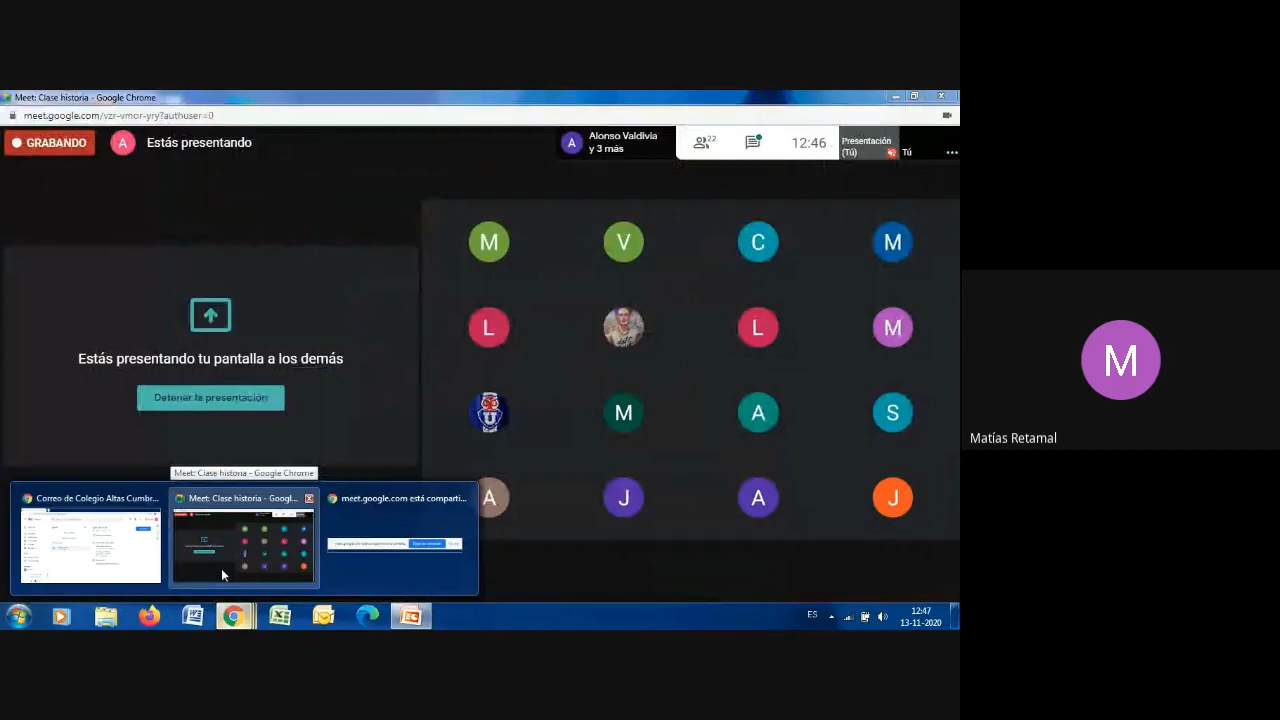 Meet: Clase historia - Google Chrome
meet.google.com/vzr-vmor-yry?authuser=0
GRABANDO
A
Estás presentando
A
Alonso Valdivia
y 3 más
22
12:46
Presentación
(Tú)
Tú
M V C M
L L M
U M A S
A J A J
Estás presentando tu pantalla a los demás
Detener la presentación
M
Matías Retamal
Meet: Clase historia - Google Chrome
Correo de Colegio Altas Cumbr...
Meet: Clase historia - Googl...
meet.google.com está comparti...
ES
12:47
13-11-2020